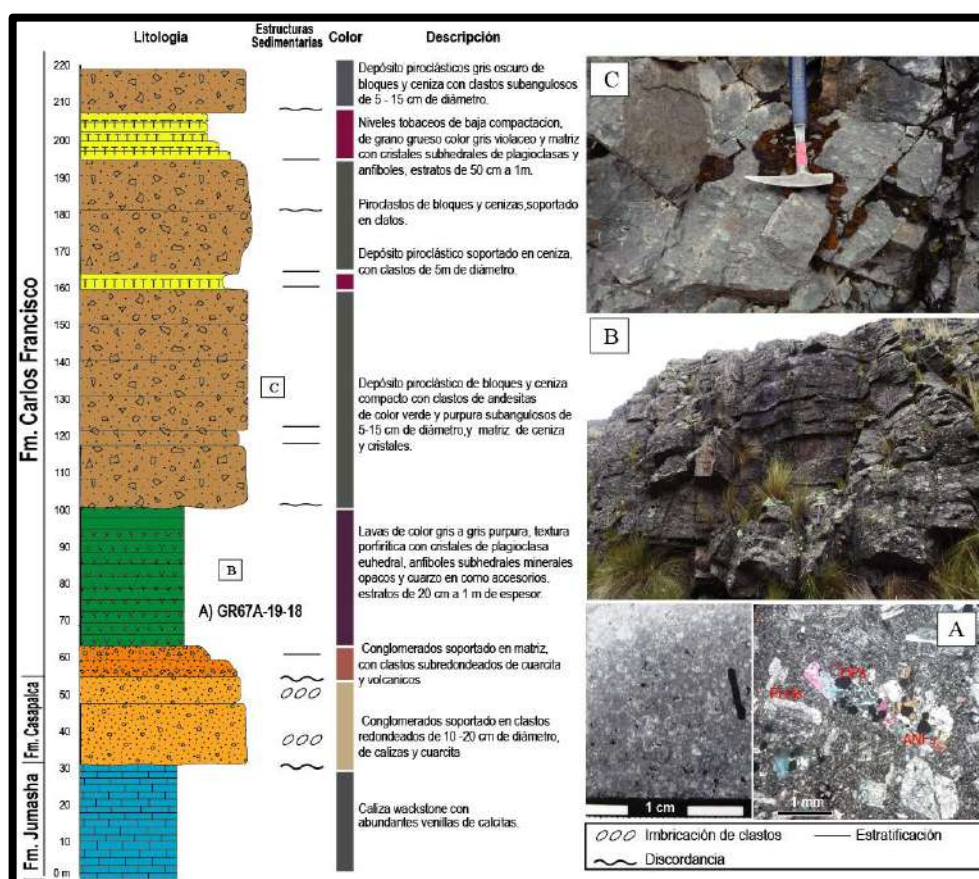 Litología
Estructuras
Sedimentarias
Color
Descripción
220
210
200
190
180
170
160
150
140
130
120
110
100
90
80
70
60
50
40
30
20
10
0 m
Fm. Carlos Francisco
Fm. Casapalca
Fm. Jumasha
Depósito piroclásticos gris oscuro de
bloques y ceniza con clastos subangulosos
de 5 - 15 cm de diámetro.
Niveles tobaceos de baja compactacion,
de grano grueso color gris violaceo y matriz
con cristales subhedrales de plagioclasas y
anfiboles, estratos de 50 cm a 1m.
Piroclastos de bloques y cenizas,soportado
en clatos.
Depósito piroclástico soportado en ceniza,
con clastos de 5m de diámetro.
C
Depósito piroclástico de bloques y ceniza
compacto con clastos de andesitas
de color verde y purpura subangulosos de
5-15 cm de diámetro,y matriz de ceniza
y cristales.
B
A) GR67A-19-18
Lavas de color gris a gris purpura, textura
porfirítica con cristales de plagioclasa
euhedral, anfiboles subhedrales minerales
opacos y cuarzo en como accesorios.
estratos de 20 cm a 1 m de espesor.
Conglomerados soportado en matriz,
con clastos subredondeados de cuarcita
y volcanicos
Conglomerados soportado en clastos
redondeados de 10 -20 cm de diámetro,
de calizas y cuarcita
Caliza wackstone con
abundantes venillas de calcitas.
C
B
A
1 cm
1 mm
Imbricación de clastos
Estratificación
Discordancia